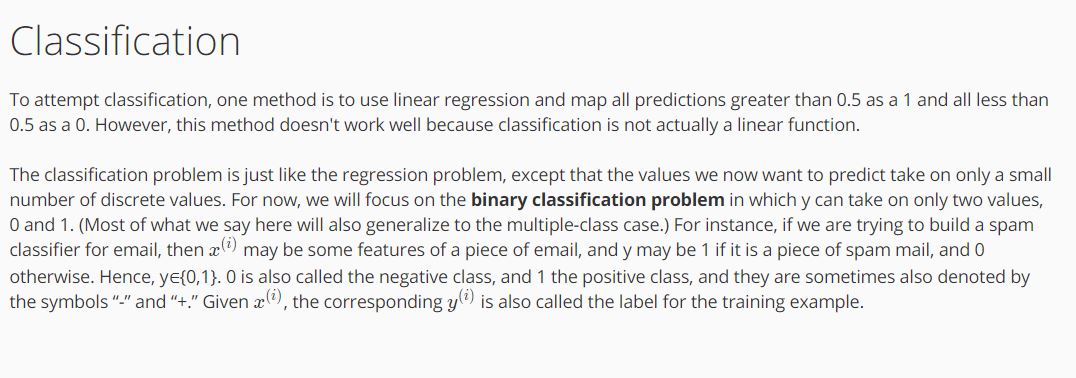 Classification
To attempt classification, one method is to use linear regression and map all predictions greater than 0.5 as a 1 and all less than
0.5 as a 0. However, this method doesn't work well because classification is not actually a linear function.
The classification problem is just like the regression problem, except that the values we now want to predict take on only a small
number of discrete values. For now, we will focus on the binary classification problem in which y can take on only two values,
0 and 1. (Most of what we say here will also generalize to the multiple-class case.) For instance, if we are trying to build a spam
classifier for email, then x^(i) may be some features of a piece of email, and y may be 1 if it is a piece of spam mail, and 0
otherwise. Hence, y∈{0,1}. 0 is also called the negative class, and 1 the positive class, and they are sometimes also denoted by
the symbols “-” and “+.” Given x^(i), the corresponding y^(i) is also called the label for the training example.